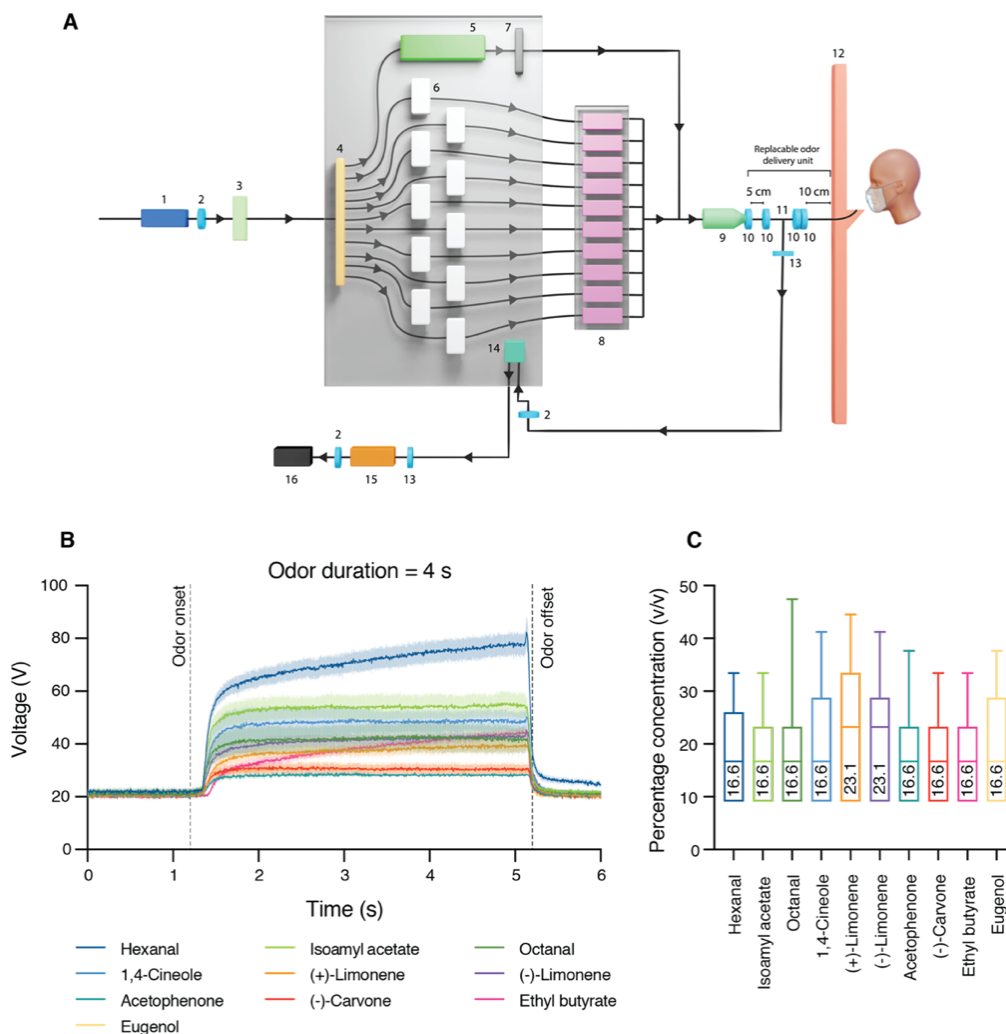 A
5
7
12
6
4
Replacable odor
delivery unit
3
1
2
5 cm
10 cm
11
9
10
10
10
10
13
8
14
2
2
13
16
15
B
C
Odor duration = 4 s
Voltage (V)
100
80
60
40
20
0
Odor onset
Odor offset
0
1
2
3
4
5
6
Time (s)
Hexanal
Isoamyl acetate
Octanal
1,4-Cineole
(+)-Limonene
(-)-Limonene
Acetophenone
(-)-Carvone
Ethyl butyrate
Eugenol
Percentage concentration (v/v)
50
40
30
20
10
0
16.6
16.6
16.6
16.6
23.1
23.1
16.6
16.6
16.6
16.6
Hexanal
Isoamyl acetate
Octanal
1,4-Cineole
(+)-Limonene
(-)-Limonene
Acetophenone
(-)-Carvone
Ethyl butyrate
Eugenol